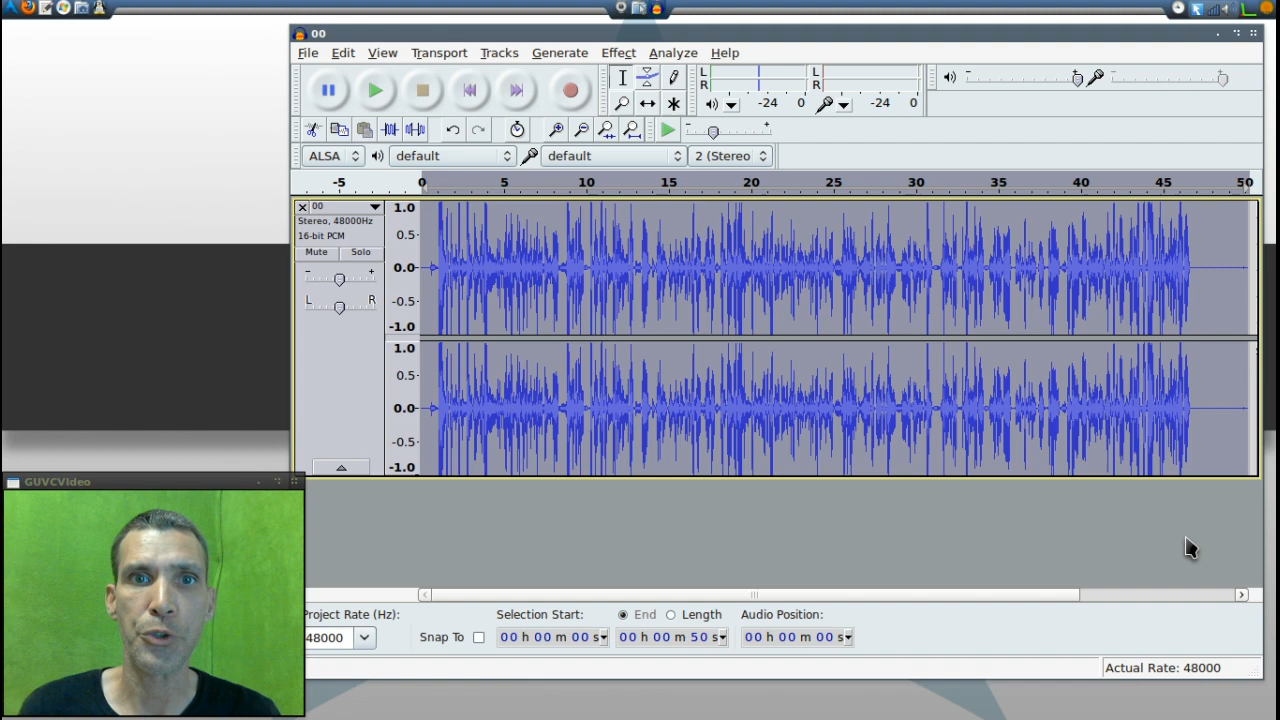 00
File Edit View Transport Tracks Generate Effect Analyze Help
L
R
-24 0
L
R
-24 0
- +
- +
- +
ALSA default default 2 (Stereo
-5 0 5 10 15 20 25 30 35 40 45 50
00
Stereo, 48000Hz
16-bit PCM
Mute Solo
- +
L R
1.0
0.5
0.0
-0.5
-1.0
1.0
0.5
0.0
-0.5
-1.0
GUVCVideo
Project Rate (Hz): Selection Start: End Length Audio Position:
48000 Snap To 00 h 00 m 00 s 00 h 00 m 50 s 00 h 00 m 00 s
Actual Rate: 48000